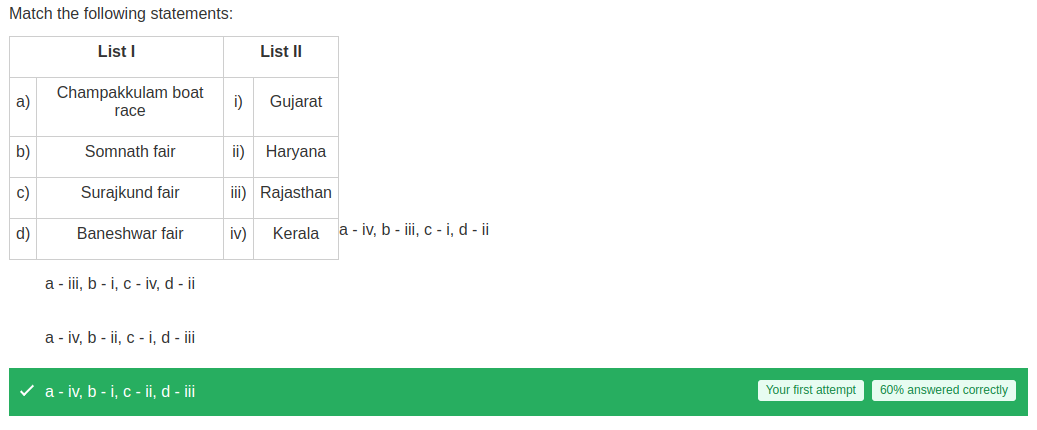 Match the following statements:
List I List II
a) Champakkulam boat race i) Gujarat
b) Somnath fair ii) Haryana
c) Surajkund fair iii) Rajasthan
d) Baneshwar fair iv) Kerala
a - iv, b - iii, c - i, d - ii
a - iii, b - i, c - iv, d - ii
a - iv, b - ii, c - i, d - iii
a - iv, b - i, c - ii, d - iii Your first attempt 60% answered correctly